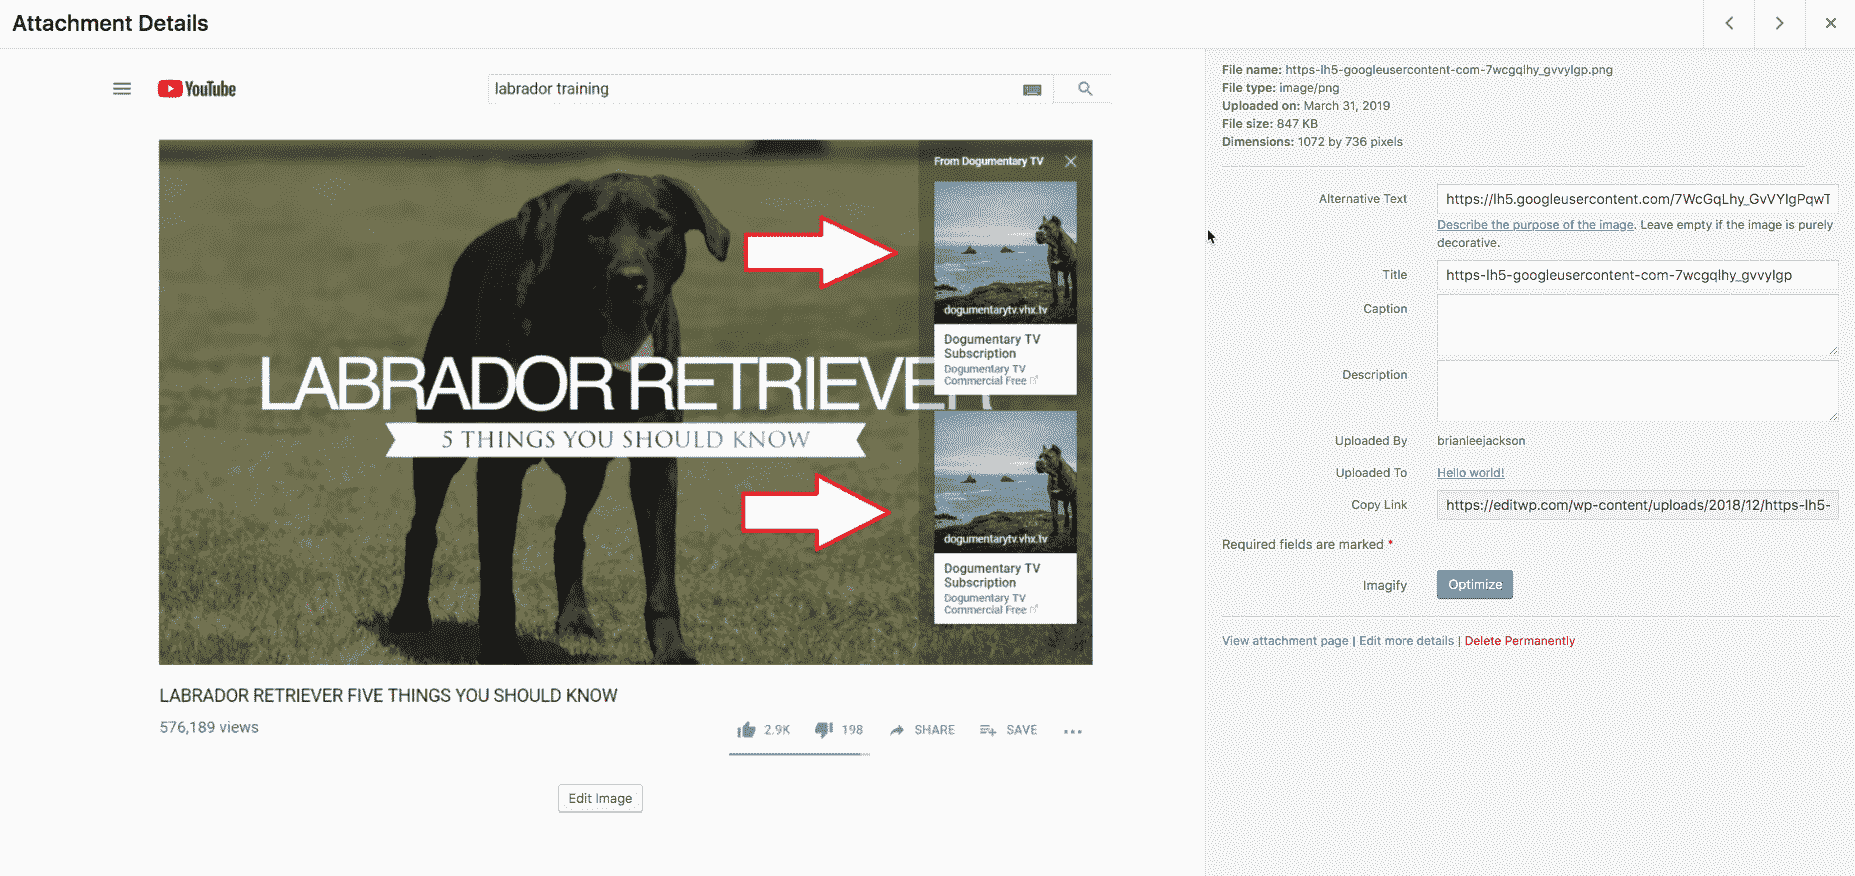 Attachment Details
YouTube
labrador training
From Dogumentary TV
dogumentarytv.vhx.tv
Dogumentary TV
Subscription
Dogumentary TV
Commercial Free
LABRADOR RETRIEVER
5 THINGS YOU SHOULD KNOW
dogumentarytv.vhx.tv
Dogumentary TV
Subscription
Dogumentary TV
Commercial Free
LABRADOR RETRIEVER FIVE THINGS YOU SHOULD KNOW
576,189 views
2.9K 198 SHARE SAVE
Edit Image
File name: https-lh5-googleusercontent-com-7wcgqlhy_gvvylgp.png
File type: image/png
Uploaded on: March 31, 2019
File size: 847 KB
Dimensions: 1072 by 736 pixels
Alternative Text https://lh5.googleusercontent.com/7WcGqLhy_GvVYlgPqwT
Describe the purpose of the image. Leave empty if the image is purely
decorative.
Title https-lh5-googleusercontent-com-7wcgqlhy_gvvylgp
Caption
Description
Uploaded By brianleejackson
Uploaded To Hello world!
Copy Link https://editwp.com/wp-content/uploads/2018/12/https-lh5-
Required fields are marked *
Imagify Optimize
View attachment page | Edit more details | Delete Permanently